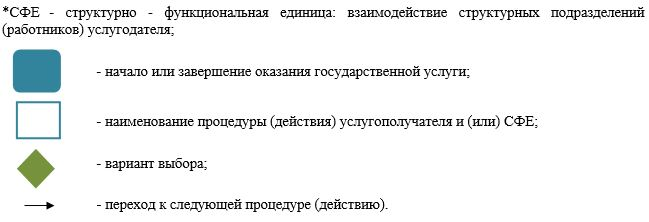 *СФЕ - структурно - функциональная единица: взаимодействие структурных подразделений
(работников) услугодателя;
- начало или завершение оказания государственной услуги;
- наименование процедуры (действия) услугополучателя и (или) СФЕ;
- вариант выбора;
- переход к следующей процедуре (действию).